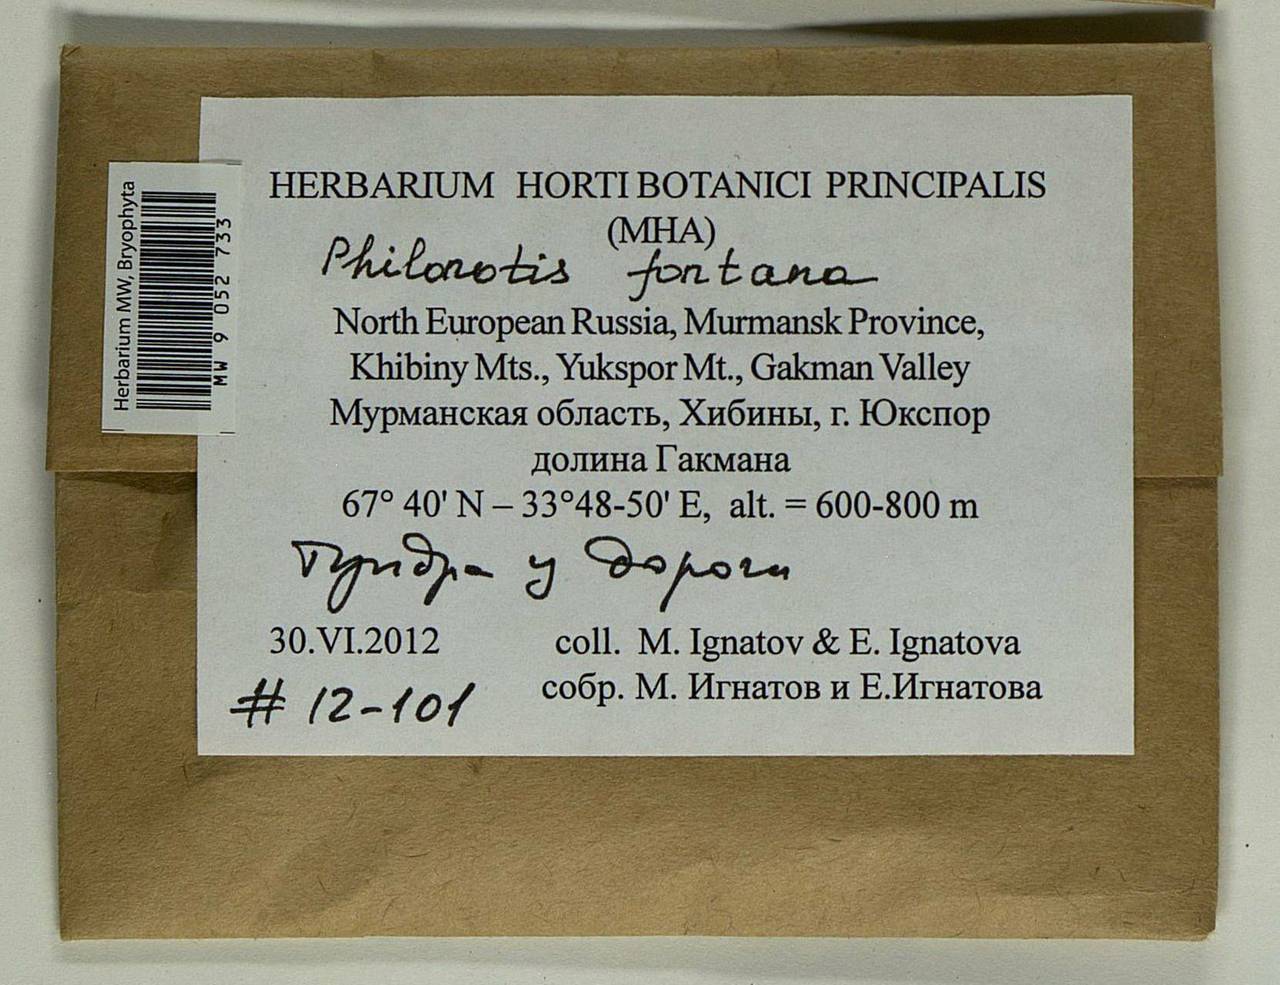 HERBARIUM HORTI BOTANICI PRINCIPALIS
(MHA)
Philonotis fontana
North European Russia, Murmansk Province,
Khibiny Mts., Yukspor Mt., Gakman Valley
Мурманская область, Хибины, г. Юкспор
долина Гакмана
67° 40' N – 33°48-50' E, alt. = 600-800 m
Тундра у дороги
30.VI.2012 coll. M. Ignatov & E. Ignatova
собр. М. Игнатов и Е.Игнатова
# 12-101
Herbarium MW, Bryophyta
MW 9 052 733